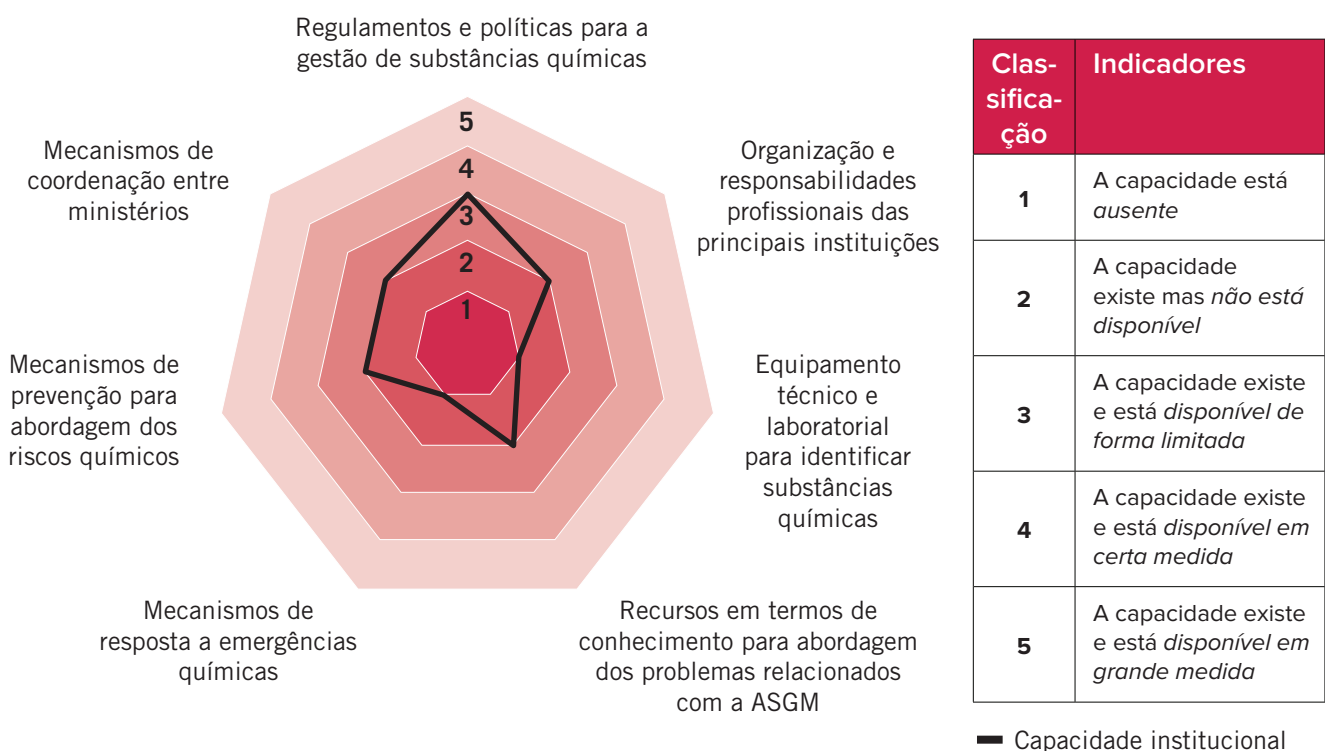 Regulamentos e políticas para a
gestão de substâncias químicas
Organização e
responsabilidades
profissionais das
principais instituições
Equipamento
técnico e
laboratorial
para identificar
substâncias
químicas
Recursos em termos de
conhecimento para abordagem
dos problemas relacionados
com a ASGM
Mecanismos de
resposta a emergências
químicas
Mecanismos de
prevenção para
abordagem dos
riscos químicos
Mecanismos de
coordenação entre
ministérios
5
4
3
2
1
Clas-
sifica-
ção
Indicadores
1
A capacidade está
ausente
2
A capacidade
existe mas não está
disponível
3
A capacidade existe
e está disponível de
forma limitada
4
A capacidade existe
e está disponível em
certa medida
5
A capacidade existe
e está disponível em
grande medida
Capacidade institucional